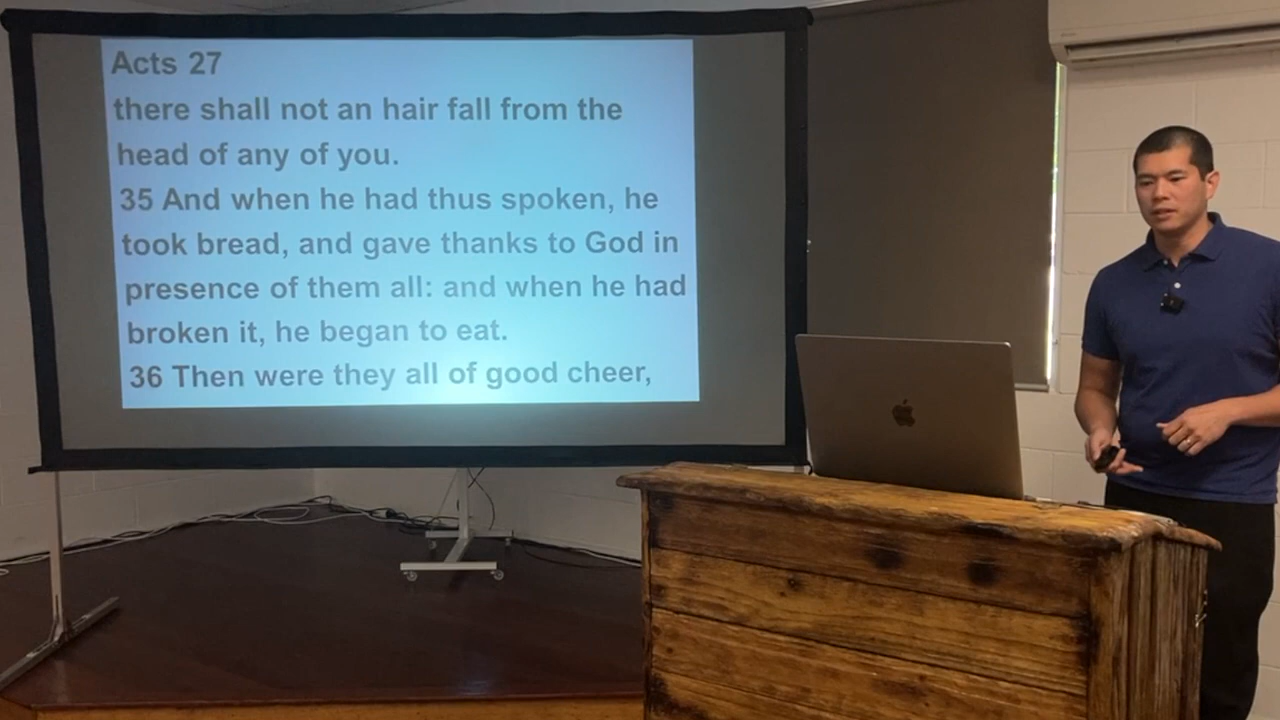 Acts 27
there shall not an hair fall from the
head of any of you.
35 And when he had thus spoken, he
took bread, and gave thanks to God in
presence of them all: and when he had
broken it, he began to eat.
36 Then were they all of good cheer,